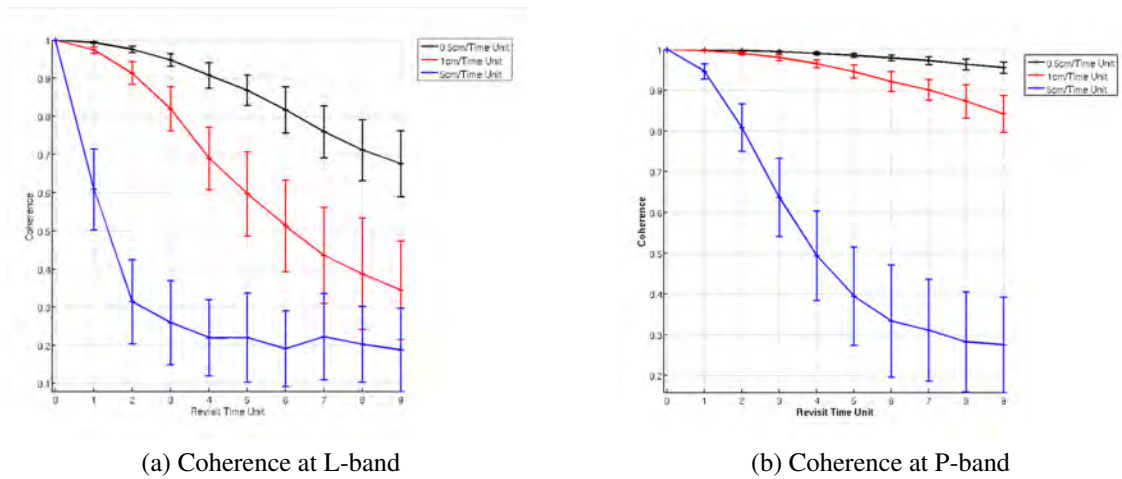 1
0.9
0.8
0.7
0.6
0.5
0.4
0.3
0.2
0.1
Coherence
0 1 2 3 4 5 6 7 8 9
Revisit Time Unit
0.5cm/Time Unit
1cm/Time Unit
5cm/Time Unit
(a) Coherence at L-band
1
0.9
0.8
0.7
0.6
0.5
0.4
0.3
0.2
Coherence
0 1 2 3 4 5 6 7 8 9
Revisit Time Unit
0.5cm/Time Unit
1cm/Time Unit
5cm/Time Unit
(b) Coherence at P-band